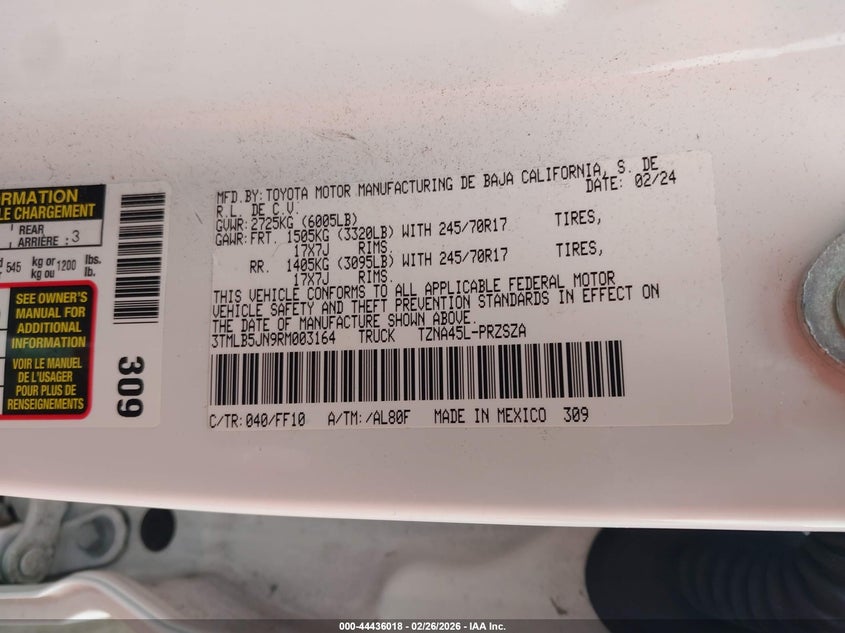 ORMATION
LE CHARGEMENT
REAR
ARRIÈRE : 3
545 kg or 1200 lbs.
kg ou lb.
SEE OWNER'S
MANUAL FOR
ADDITIONAL
INFORMATION
VOIR LE MANUEL
DE L'USAGER
POUR PLUS DE
RENSEIGNEMENTS
309
MFD.BY:TOYOTA MOTOR MANUFACTURING DE BAJA CALIFORNIA, S. DE
R.L. DE C.V. DATE: 02/24
GVWR: 2725KG (6005LB)
GAWR:FRT. 1505KG (3320LB) WITH 245/70R17 TIRES,
17X7J RIMS
RR. 1405KG (3095LB) WITH 245/70R17 TIRES,
17X7J RIMS
THIS VEHICLE CONFORMS TO ALL APPLICABLE FEDERAL MOTOR
VEHICLE SAFETY AND THEFT PREVENTION STANDARDS IN EFFECT ON
THE DATE OF MANUFACTURE SHOWN ABOVE.
3TMLB5JN9RM003164 TRUCK TZNA45L-PRZSZA
C/TR:040/FF10 A/TM:/AL80F MADE IN MEXICO 309
000-44436018 - 02/26/2026 - IAA Inc.